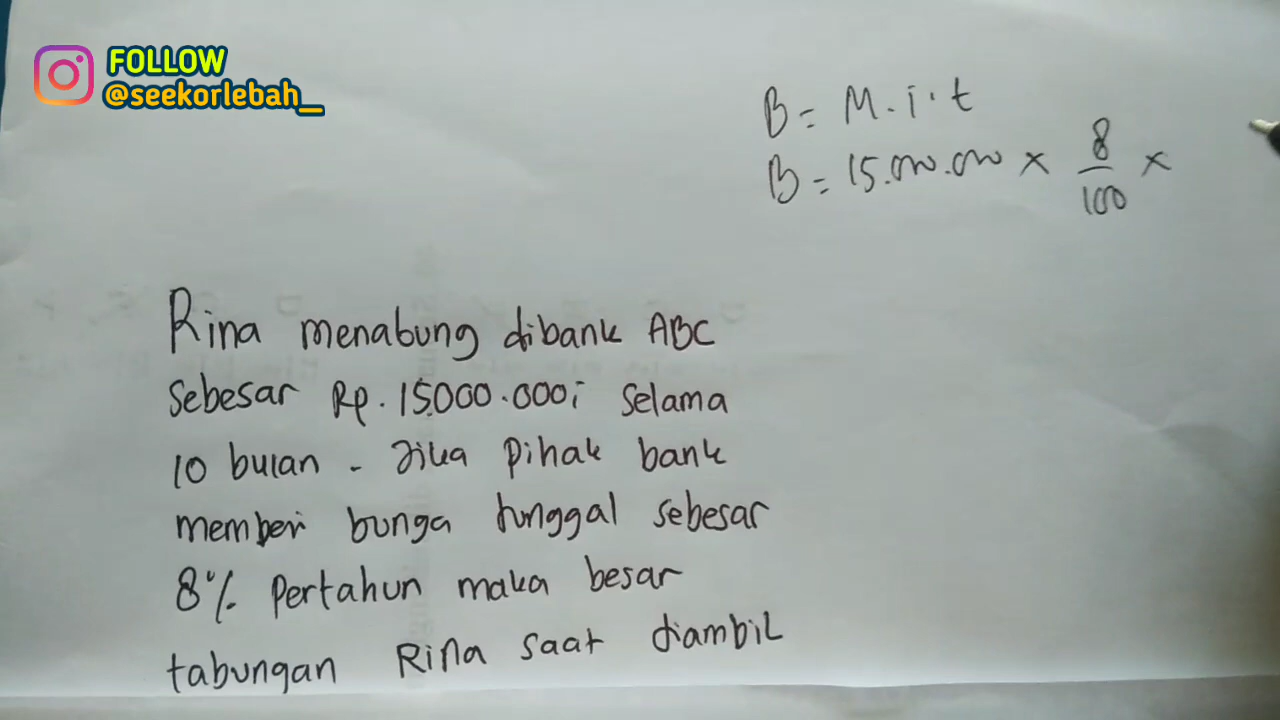 FOLLOW
@seekorlebah_
B = M . i . t
B = 15.000.000 × 8/100 ×
Rina menabung dibank ABC
sebesar Rp. 15.000.000; selama
10 bulan - Jika pihak bank
memberi bunga tunggal sebesar
8% pertahun maka besar
tabungan Rina saat diambil